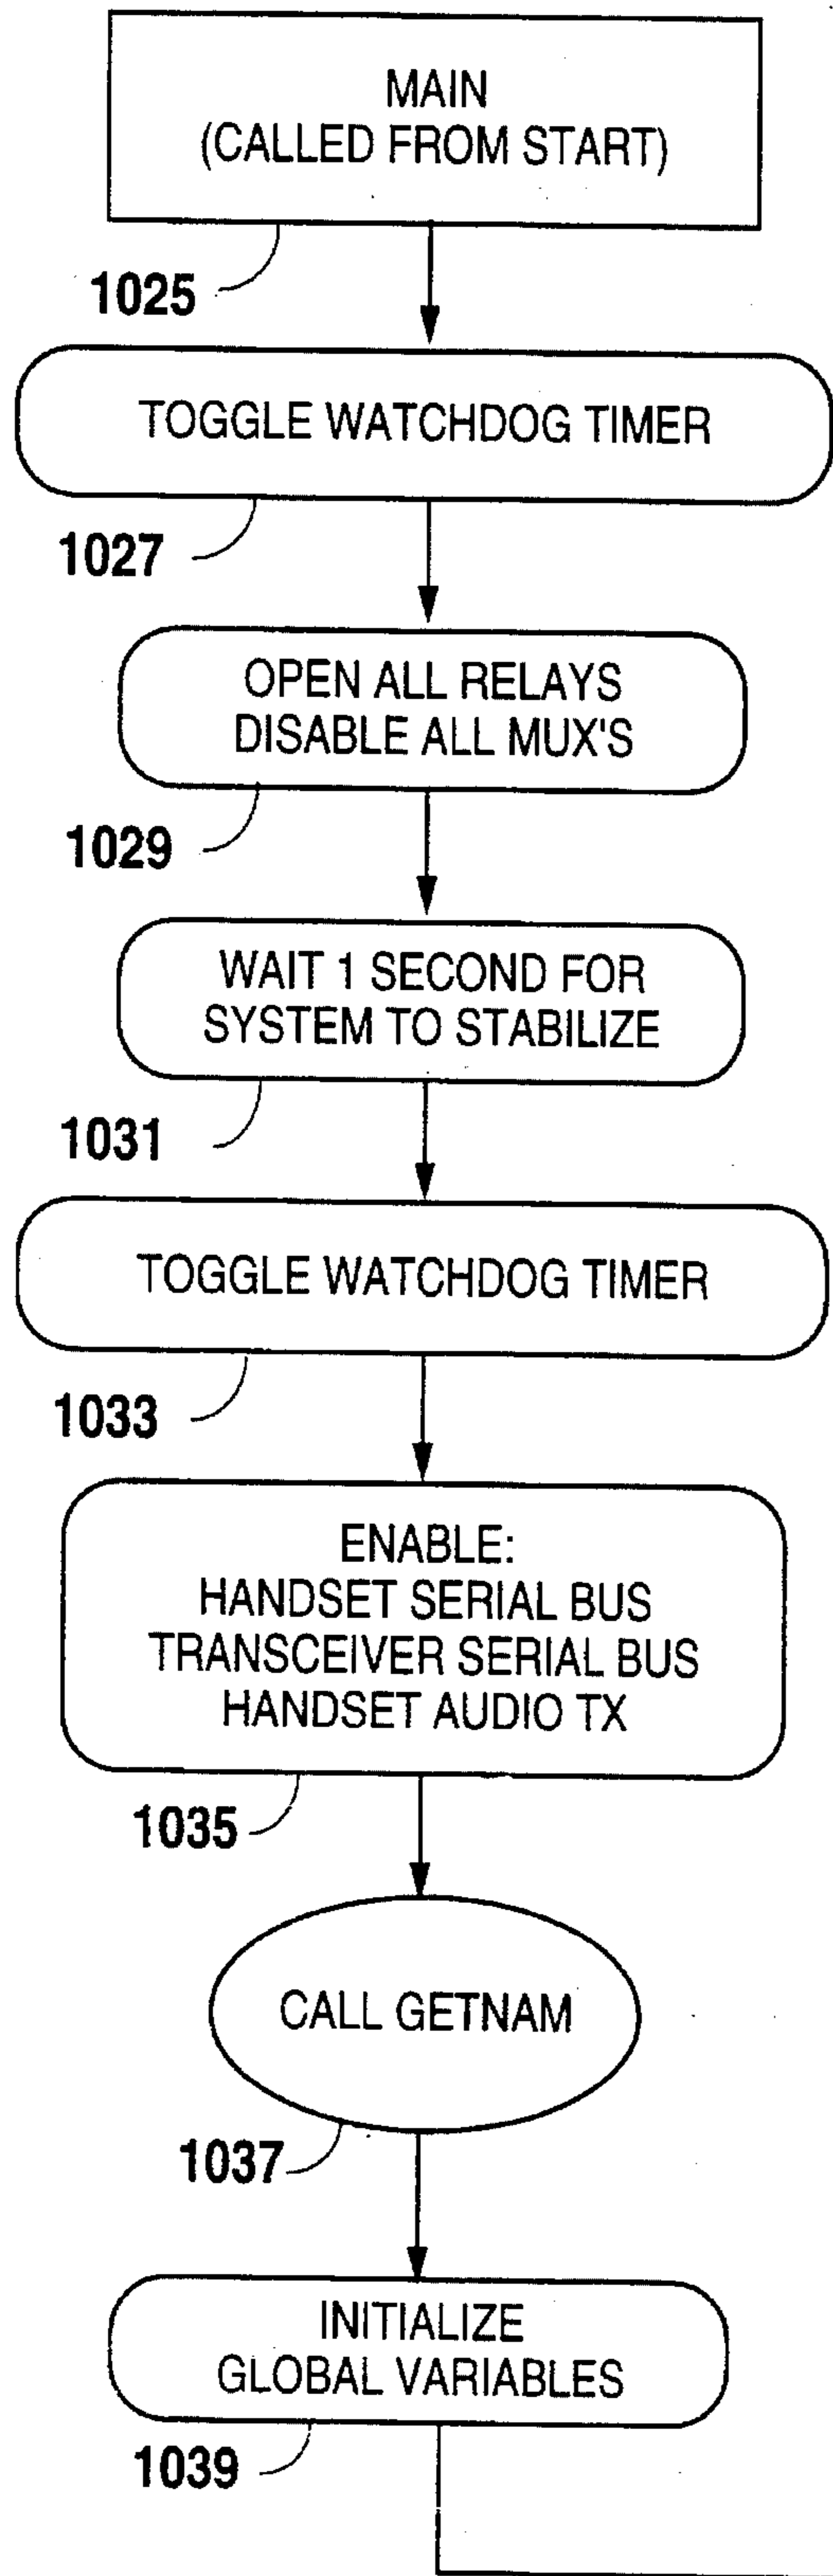 MAIN
(CALLED FROM START)
1025
TOGGLE WATCHDOG TIMER
1027
OPEN ALL RELAYS
DISABLE ALL MUX'S
1029
WAIT 1 SECOND FOR
SYSTEM TO STABILIZE
1031
TOGGLE WATCHDOG TIMER
1033
ENABLE:
HANDSET SERIAL BUS
TRANSCEIVER SERIAL BUS
HANDSET AUDIO TX
1035
CALL GETNAM
1037
INITIALIZE
GLOBAL VARIABLES
1039